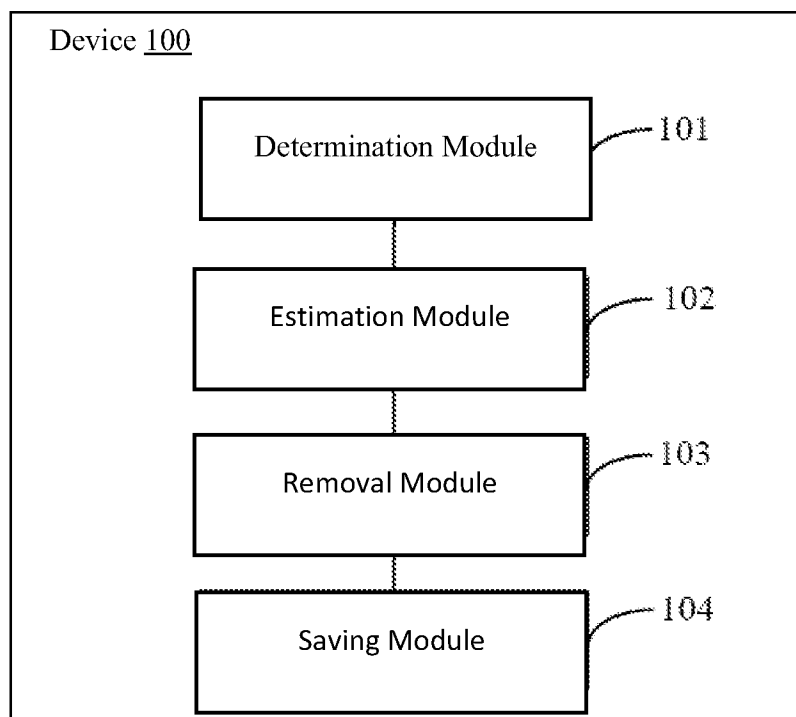 Device 100
Determination Module
101
Estimation Module
102
Removal Module
103
Saving Module
104